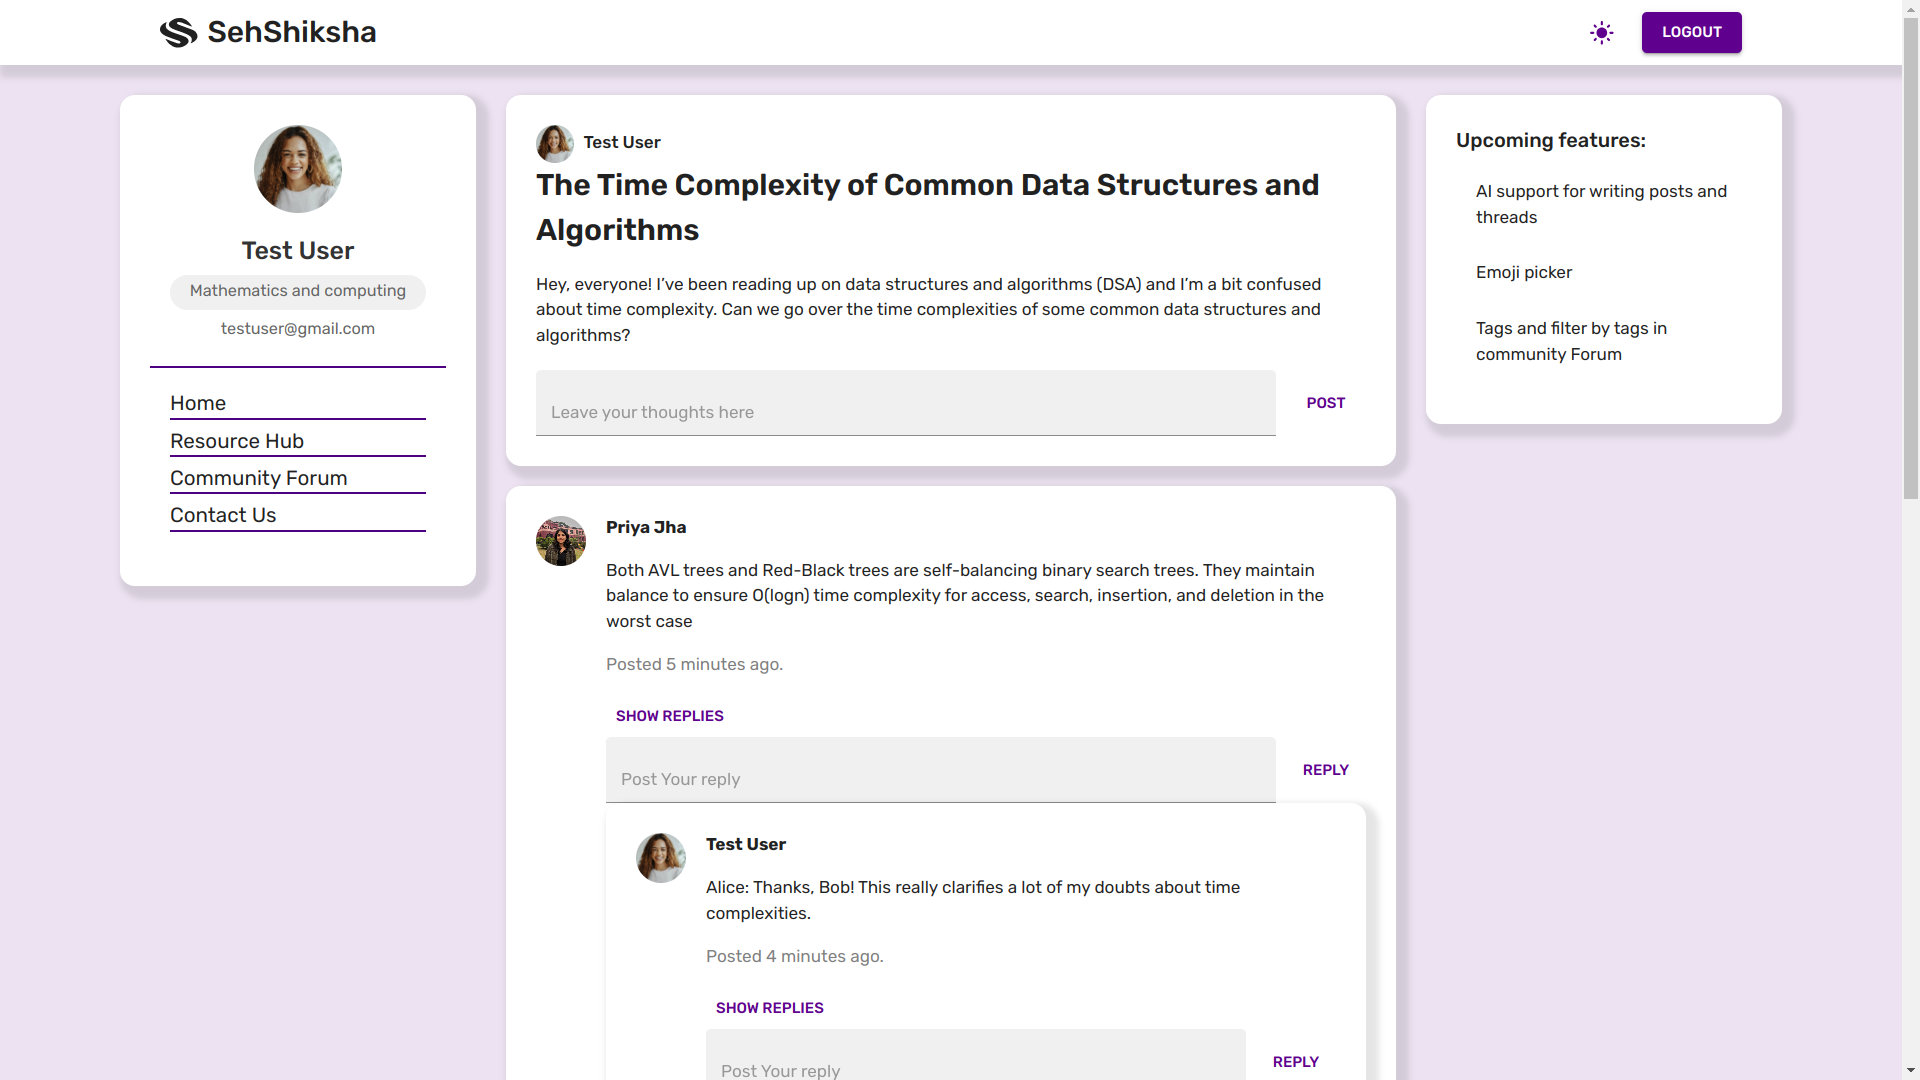 SehShiksha
LOGOUT
Test User
Mathematics and computing
testuser@gmail.com
Home
Resource Hub
Community Forum
Contact Us
Test User
The Time Complexity of Common Data Structures and
Algorithms
Hey, everyone! I’ve been reading up on data structures and algorithms (DSA) and I’m a bit confused
about time complexity. Can we go over the time complexities of some common data structures and
algorithms?
Leave your thoughts here
POST
Priya Jha
Both AVL trees and Red-Black trees are self-balancing binary search trees. They maintain
balance to ensure O(logn) time complexity for access, search, insertion, and deletion in the
worst case
Posted 5 minutes ago.
SHOW REPLIES
Post Your reply
REPLY
Test User
Alice: Thanks, Bob! This really clarifies a lot of my doubts about time
complexities.
Posted 4 minutes ago.
SHOW REPLIES
Post Your reply
REPLY
Upcoming features:
AI support for writing posts and
threads
Emoji picker
Tags and filter by tags in
community Forum